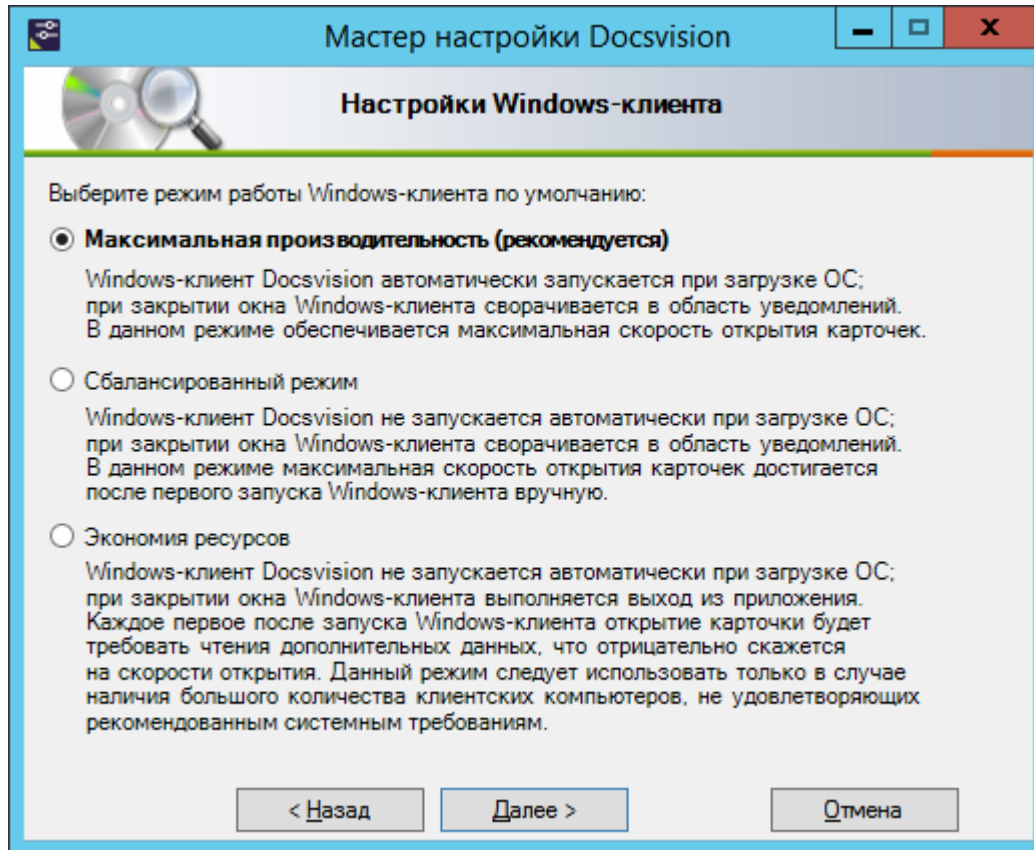 Мастер настройки Docsvision
Настройки Windows-клиента
Выберите режим работы Windows-клиента по умолчанию:
Максимальная производительность (рекомендуется)
Windows-клиент Docsvision автоматически запускается при загрузке ОС;
при закрытии окна Windows-клиента сворачивается в область уведомлений.
В данном режиме обеспечивается максимальная скорость открытия карточек.
Сбалансированный режим
Windows-клиент Docsvision не запускается автоматически при загрузке ОС;
при закрытии окна Windows-клиента сворачивается в область уведомлений.
В данном режиме максимальная скорость открытия карточек достигается
после первого запуска Windows-клиента вручную.
Экономия ресурсов
Windows-клиент Docsvision не запускается автоматически при загрузке ОС;
при закрытии окна Windows-клиента выполняется выход из приложения.
Каждое первое после запуска Windows-клиента открытие карточки будет
требовать чтения дополнительных данных, что отрицательно скажется
на скорости открытия. Данный режим следует использовать только в случае
наличия большого количества клиентских компьютеров, не удовлетворяющих
рекомендованным системным требованиям.
< Назад Далее > Отмена